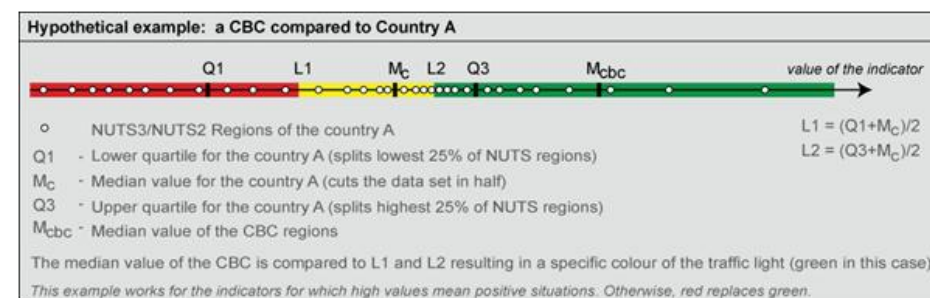 Hypothetical example: a CBC compared to Country A
Q1 L1 Mc L2 Q3 Mcbc value of the indicator
NUTS3/NUTS2 Regions of the country A L1 = (Q1+Mc)/2
Q1 - Lower quartile for the country A (splits lowest 25% of NUTS regions) L2 = (Q3+Mc)/2
Mc - Median value for the country A (cuts the data set in half)
Q3 - Upper quartile for the country A (splits highest 25% of NUTS regions)
Mcbc - Median value of the CBC regions
The median value of the CBC is compared to L1 and L2 resulting in a specific colour of the traffic light (green in this case)
This example works for the indicators for which high values mean positive situations. Otherwise, red replaces green.